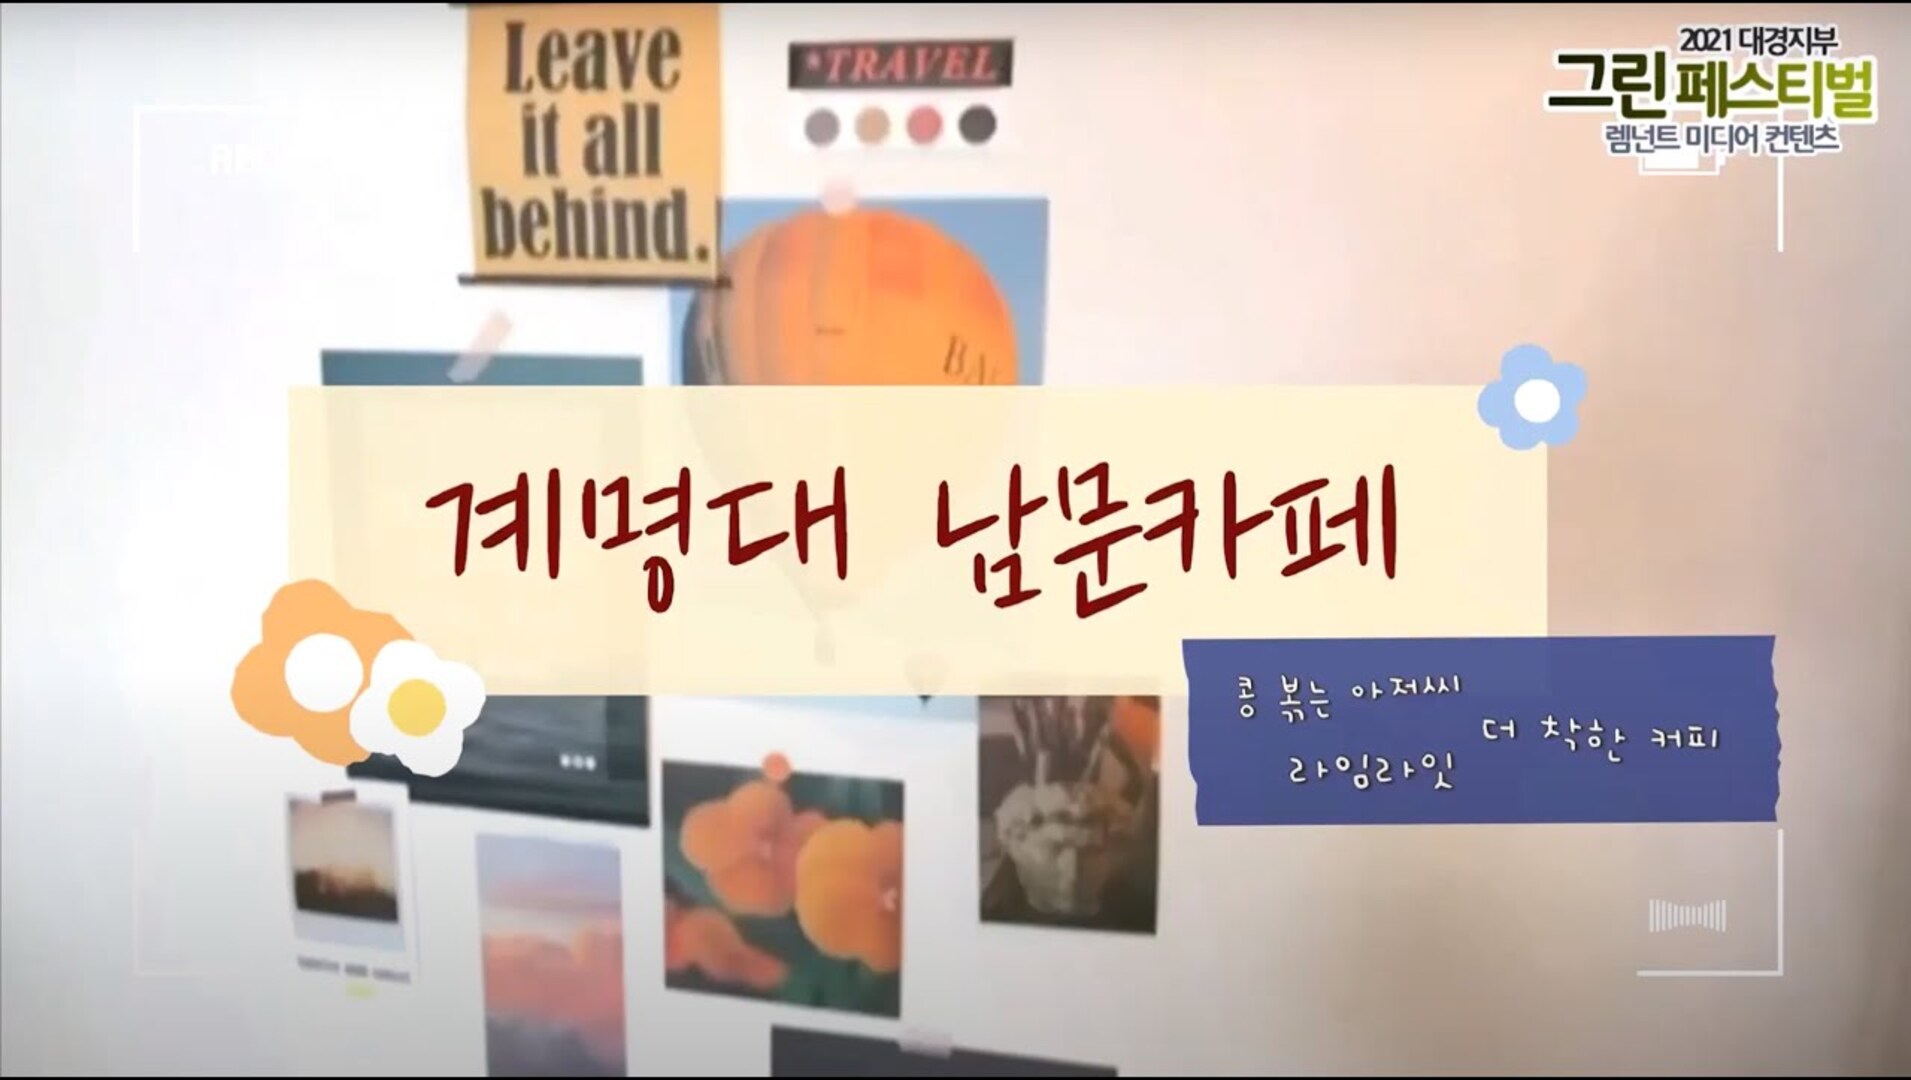 Leave
it all
behind.
*TRAVEL
2021 대경지부
그린 페스티벌
렘넌트 미디어 컨텐츠
REC
BAL
계명대 남문카페
콩 볶는 아저씨
더 착한 커피
라임라잇